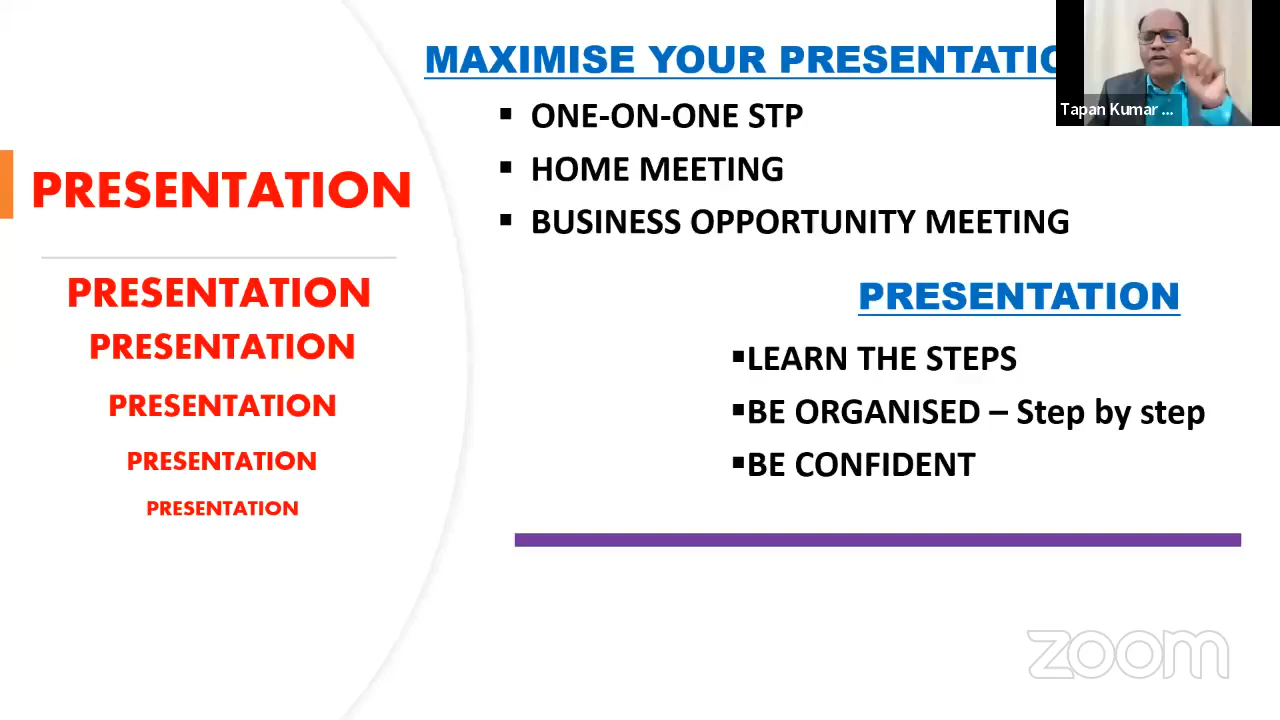 PRESENTATION
PRESENTATION
PRESENTATION
PRESENTATION
PRESENTATION
PRESENTATION
MAXIMISE YOUR PRESENTATIO
▪ ONE-ON-ONE STP
▪ HOME MEETING
▪ BUSINESS OPPORTUNITY MEETING
PRESENTATION
▪LEARN THE STEPS
▪BE ORGANISED – Step by step
▪BE CONFIDENT
Tapan Kumar ...
zoom